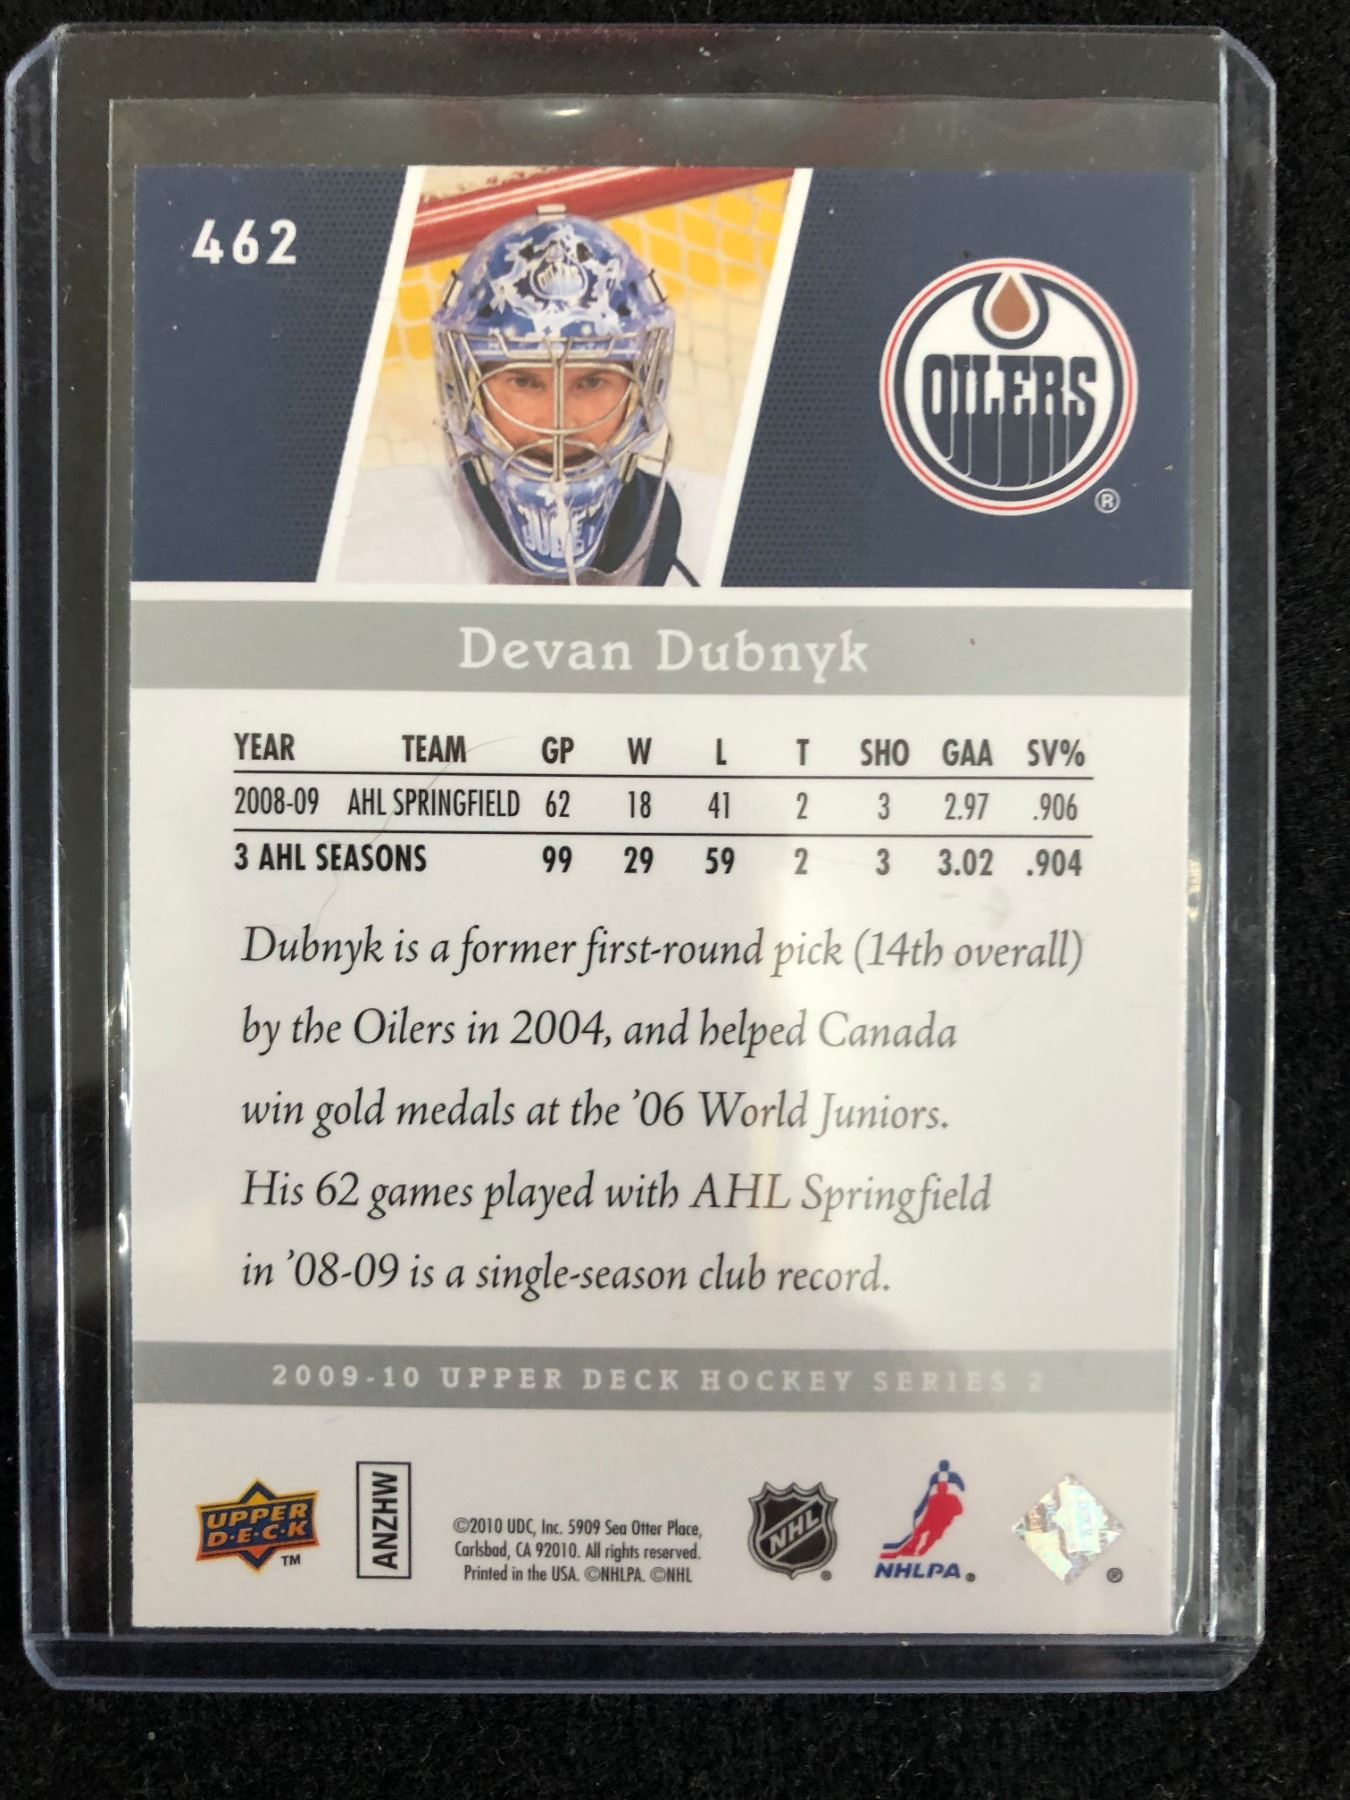 462
OILERS
®
Devan Dubnyk
YEAR TEAM GP W L T SHO GAA SV%
2008-09 AHL SPRINGFIELD 62 18 41 2 3 2.97 .906
3 AHL SEASONS 99 29 59 2 3 3.02 .904
Dubnyk is a former first-round pick (14th overall)
by the Oilers in 2004, and helped Canada
win gold medals at the '06 World Juniors.
His 62 games played with AHL Springfield
in '08-09 is a single-season club record.
2009-10 UPPER DECK HOCKEY SERIES 2
UPPER
D·E·C·K
TM
ANZHW
©2010 UDC, Inc. 5909 Sea Otter Place,
Carlsbad, CA 92010. All rights reserved.
Printed in the USA. ©NHLPA. ©NHL
NHL
®
NHLPA®
®